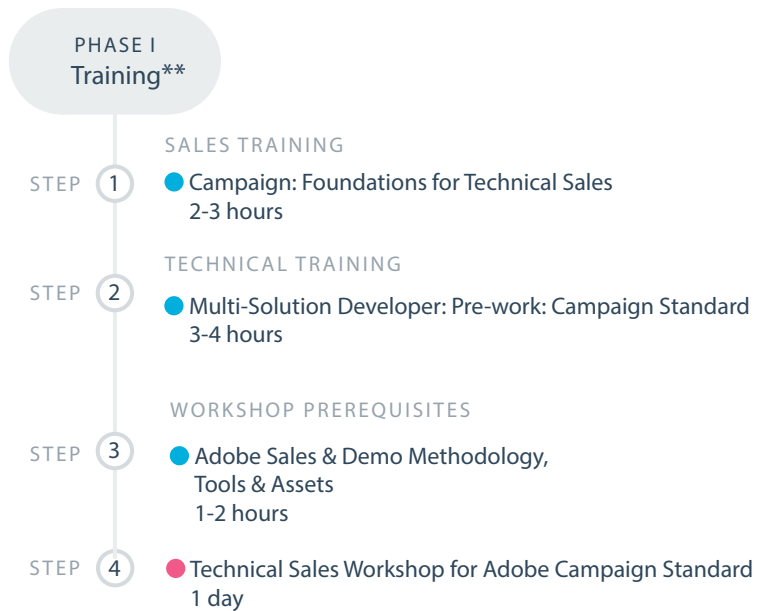 PHASE I
Training**
SALES TRAINING
STEP 1 Campaign: Foundations for Technical Sales
2-3 hours
TECHNICAL TRAINING
STEP 2 Multi-Solution Developer: Pre-work: Campaign Standard
3-4 hours
WORKSHOP PREREQUISITES
STEP 3 Adobe Sales & Demo Methodology,
Tools & Assets
1-2 hours
STEP 4 Technical Sales Workshop for Adobe Campaign Standard
1 day